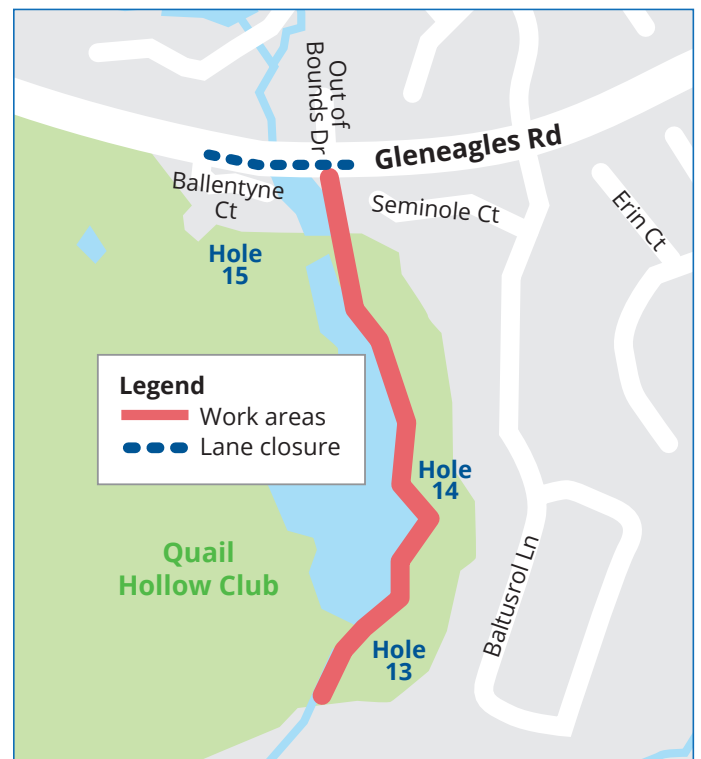 Out of
Bounds Dr
Gleneagles Rd
Ballentyne
Ct
Seminole Ct
Erin Ct
Hole
15
Legend
Work areas
Lane closure
Hole
14
Quail
Hollow Club
Baltusrol Ln
Hole
13